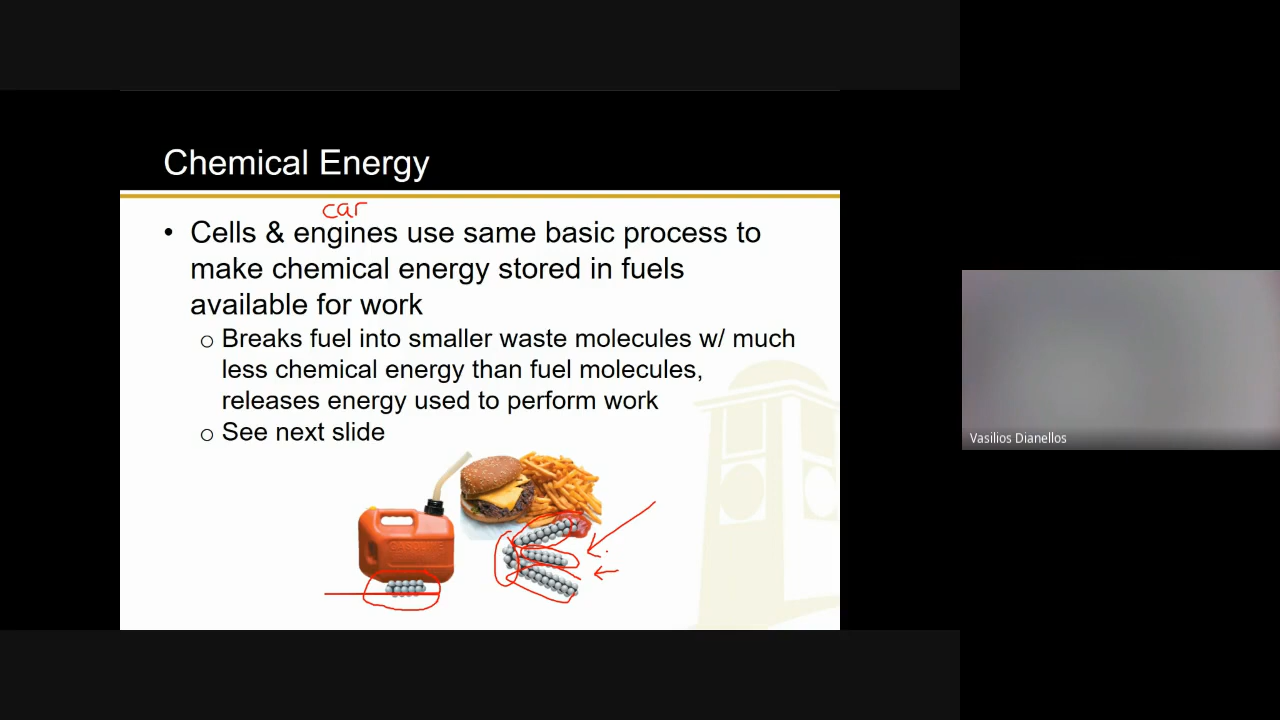 Chemical Energy
car
• Cells & engines use same basic process to
make chemical energy stored in fuels
available for work
o Breaks fuel into smaller waste molecules w/ much
less chemical energy than fuel molecules,
releases energy used to perform work
o See next slide
GASOLINE
Vasilios Dianellos